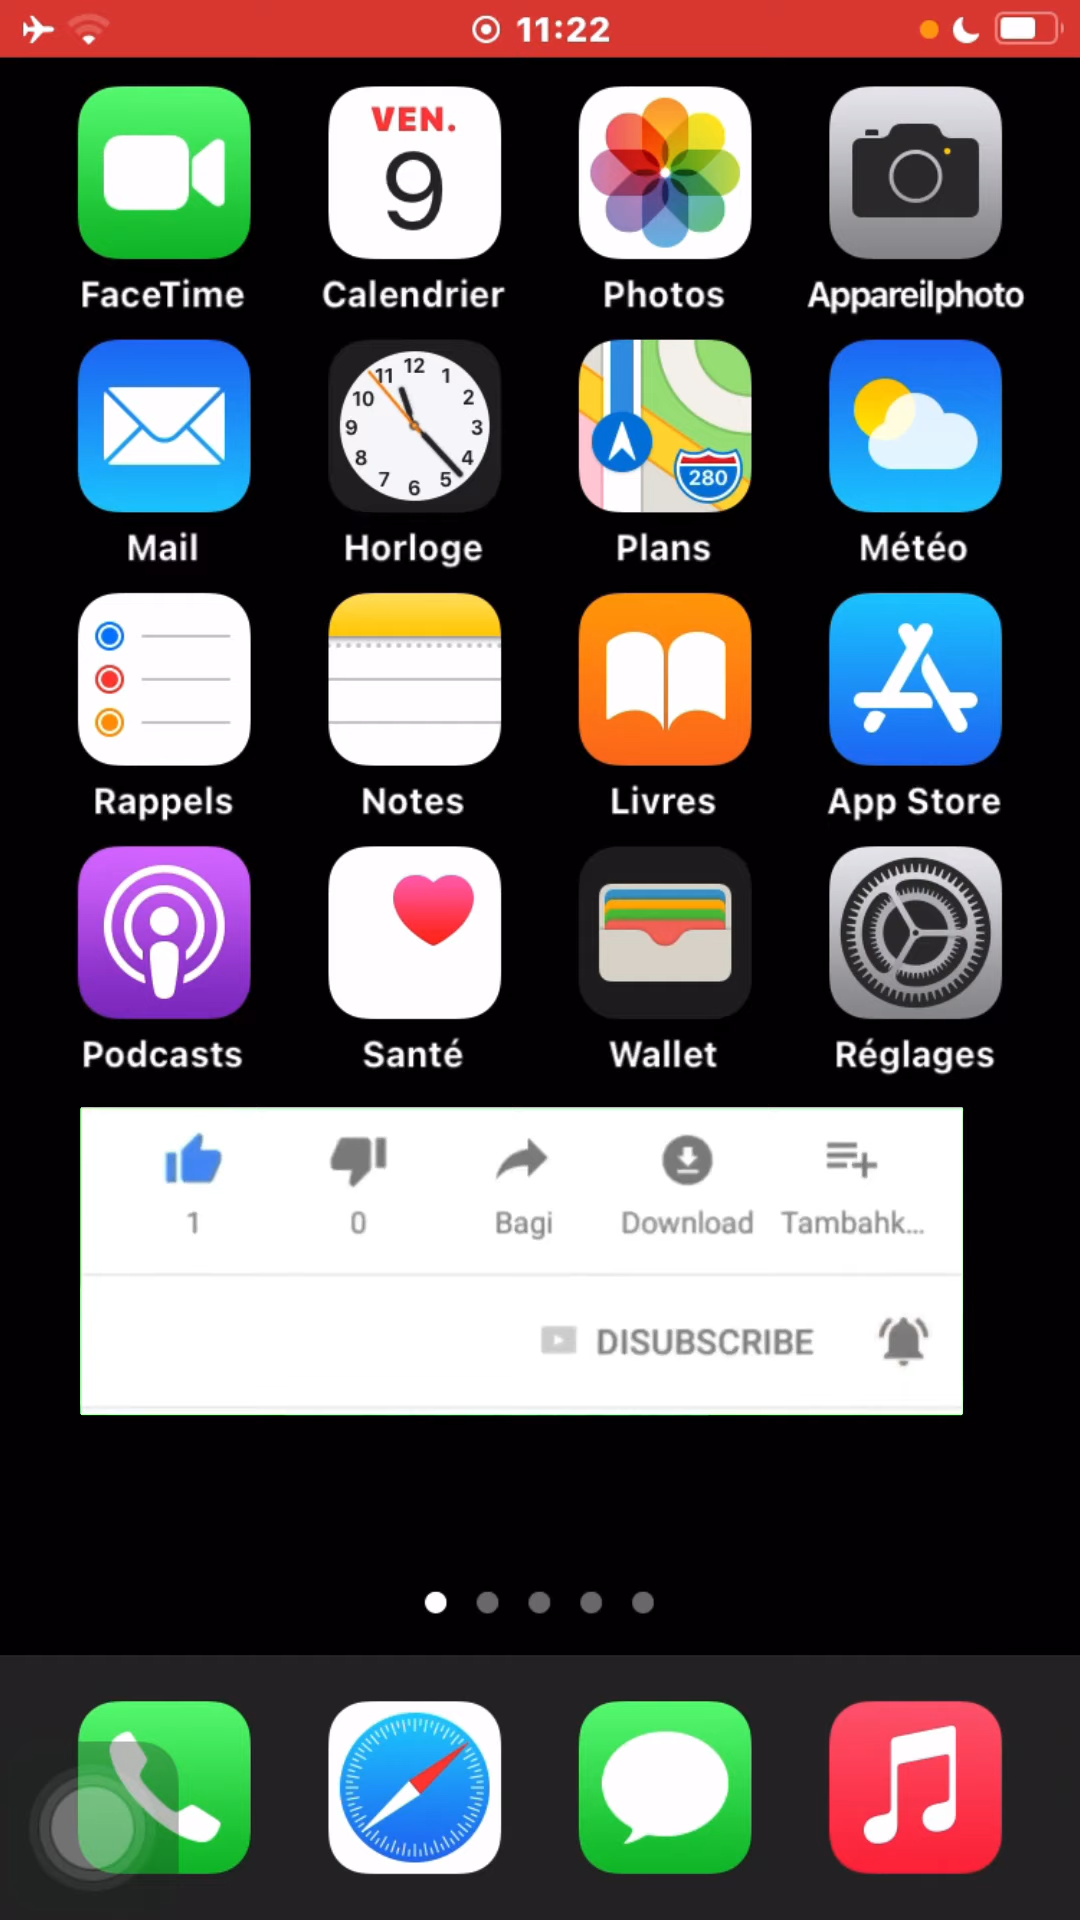 11:22
VEN.
9
FaceTime
Calendrier
Photos
Appareilphoto
12
11
1
10
2
9
3
8
4
7
5
6
280
Mail
Horloge
Plans
Météo
Rappels
Notes
Livres
App Store
Podcasts
Santé
Wallet
Réglages
1
0
Bagi
Download
Tambahk...
DISUBSCRIBE